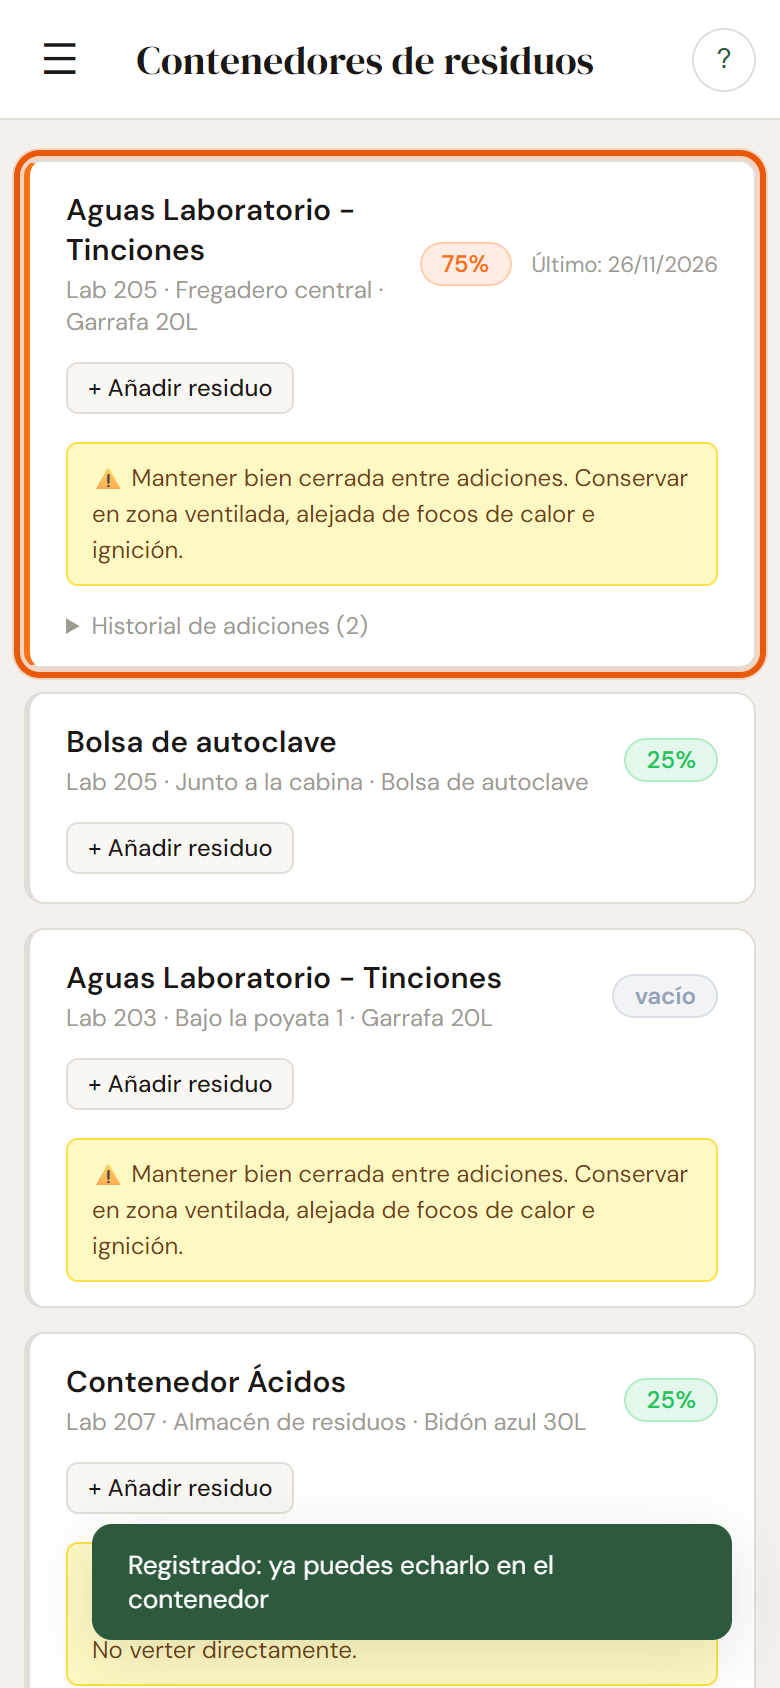 Contenedores de residuos
?
Aguas Laboratorio -
Tinciones
Lab 205 · Fregadero central ·
Garrafa 20L
75%
Último: 26/11/2026
+ Añadir residuo
⚠️ Mantener bien cerrada entre adiciones. Conservar
en zona ventilada, alejada de focos de calor e
ignición.
▶ Historial de adiciones (2)
Bolsa de autoclave
Lab 205 · Junto a la cabina · Bolsa de autoclave
25%
+ Añadir residuo
Aguas Laboratorio - Tinciones
Lab 203 · Bajo la poyata 1 · Garrafa 20L
vacío
+ Añadir residuo
⚠️ Mantener bien cerrada entre adiciones. Conservar
en zona ventilada, alejada de focos de calor e
ignición.
Contenedor Ácidos
Lab 207 · Almacén de residuos · Bidón azul 30L
25%
+ Añadir residuo
Registrado: ya puedes echarlo en el
contenedor
No verter directamente.